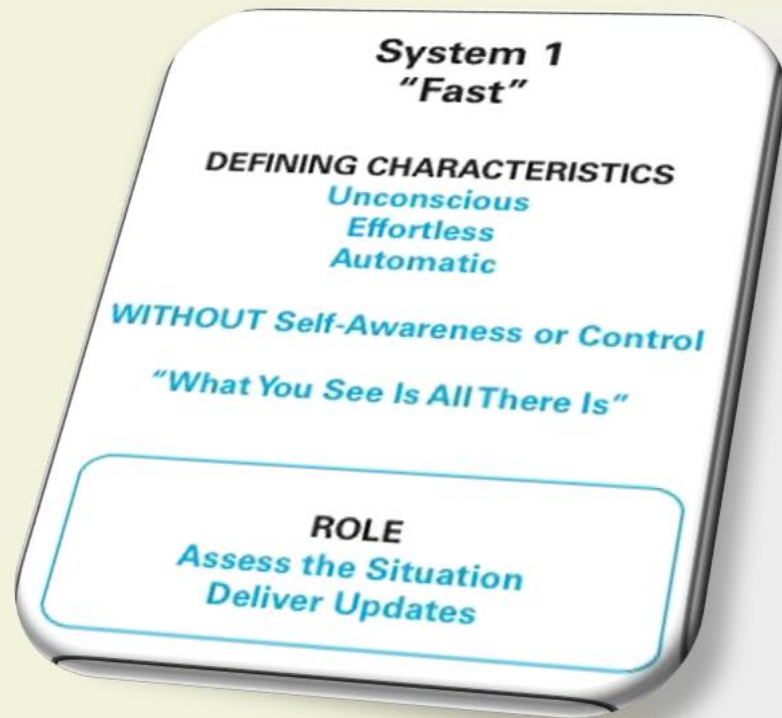 System 1
"Fast"
DEFINING CHARACTERISTICS
Unconscious
Effortless
Automatic
WITHOUT Self-Awareness or Control
"What You See Is All There Is"
ROLE
Assess the Situation
Deliver Updates